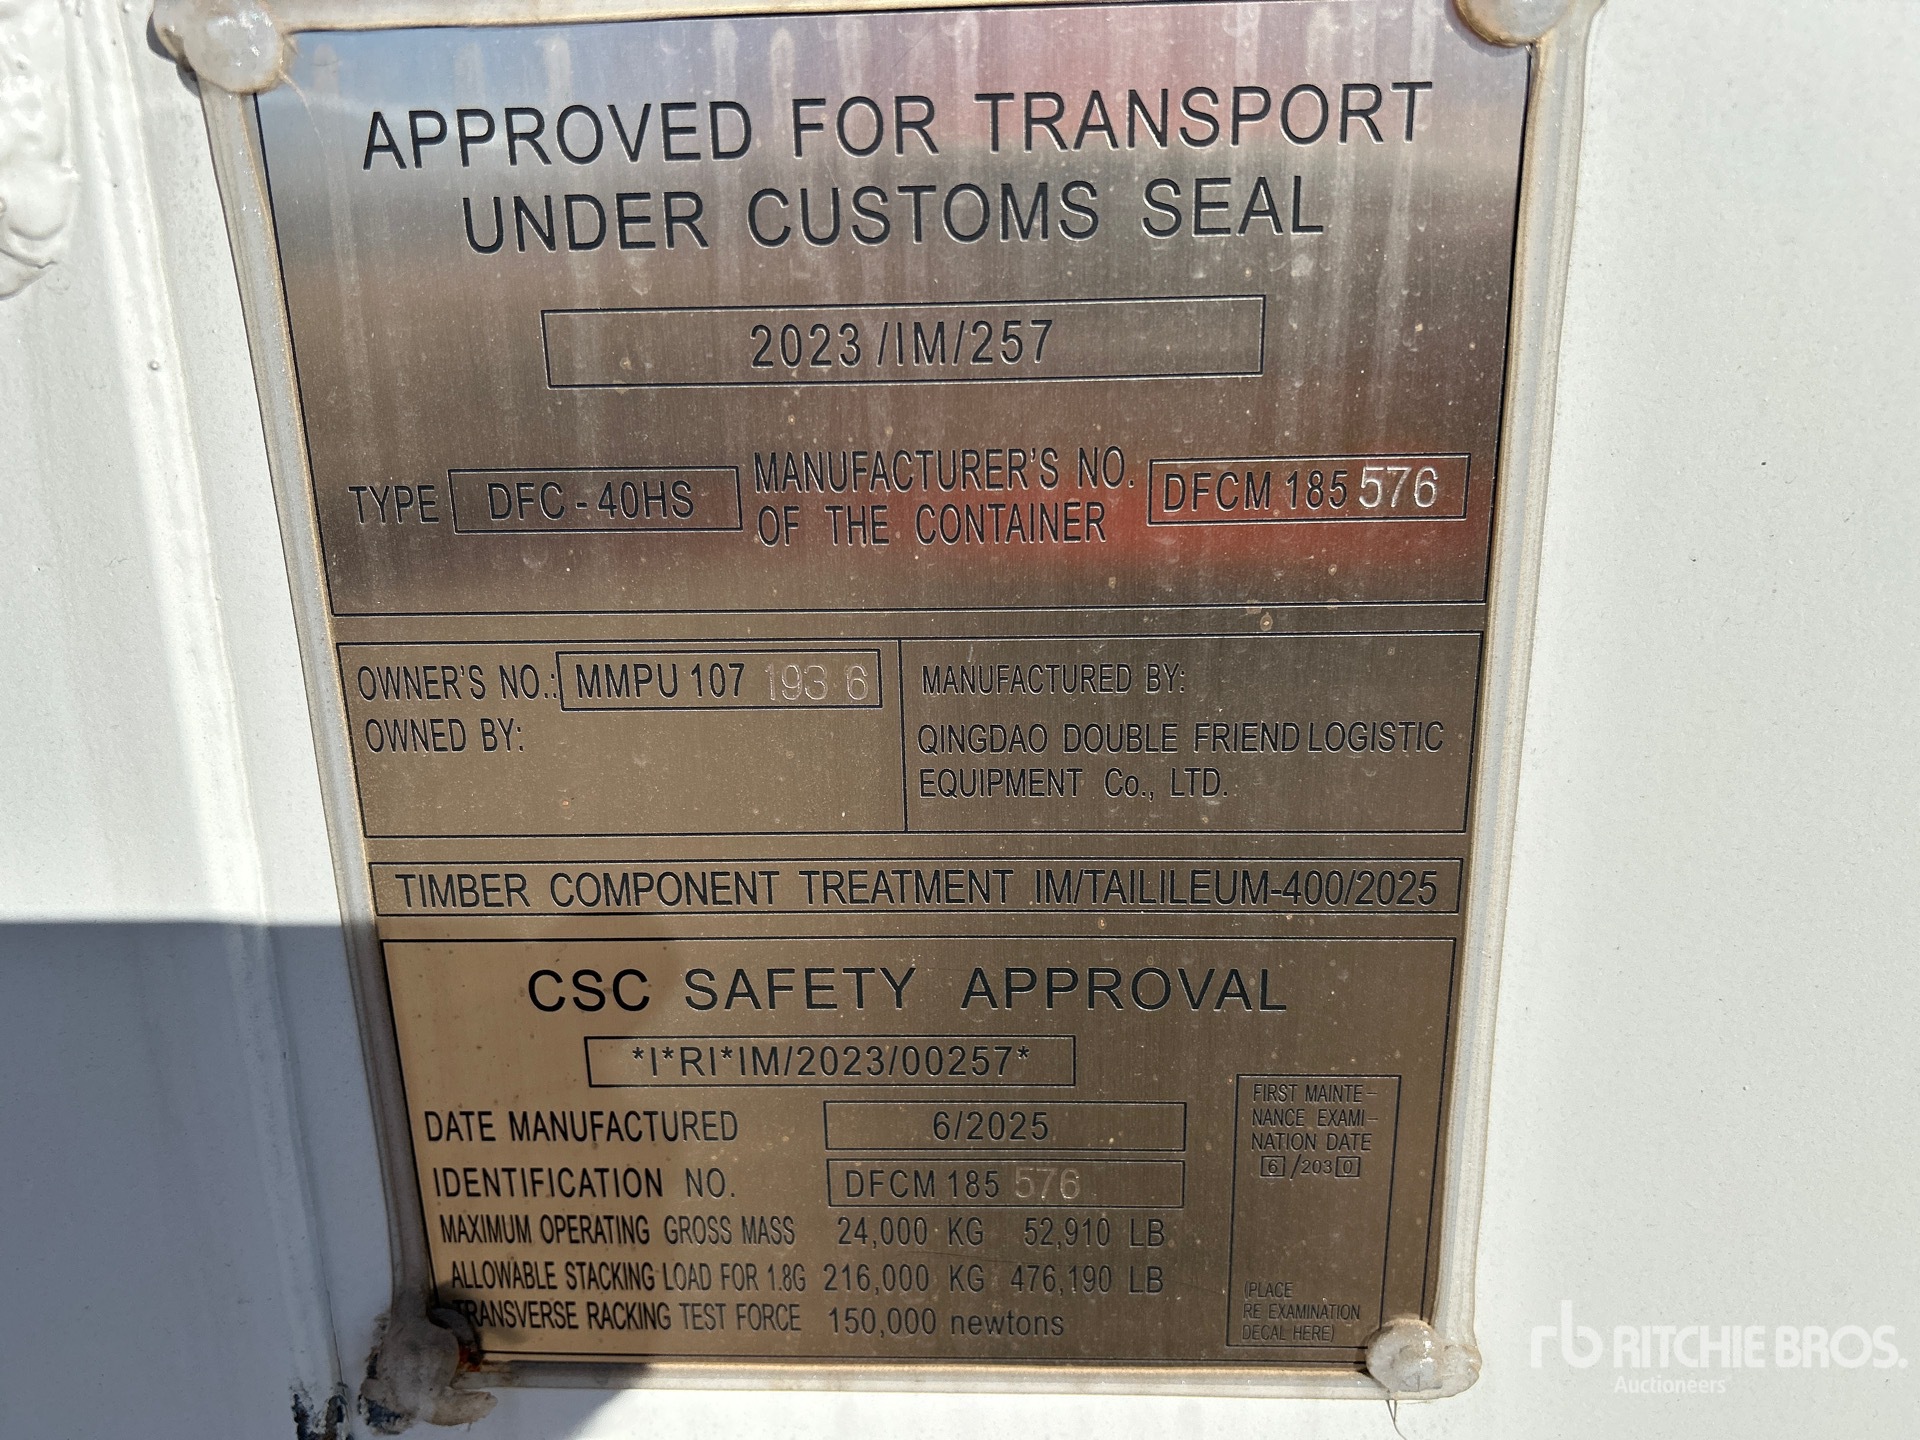 APPROVED FOR TRANSPORT
UNDER CUSTOMS SEAL
2023/IM/257
TYPE DFC-40HS MANUFACTURER'S NO. OF THE CONTAINER DFCM 185576
OWNER'S NO.: MMPU 107 193 6
OWNED BY:
MANUFACTURED BY:
QINGDAO DOUBLE FRIEND LOGISTIC
EQUIPMENT Co., LTD.
TIMBER COMPONENT TREATMENT IM/TAILILEUM-400/2025
CSC SAFETY APPROVAL
*I*RI*IM/2023/00257*
DATE MANUFACTURED 6/2025
IDENTIFICATION NO. DFCM 185 576
MAXIMUM OPERATING GROSS MASS 24,000 KG 52,910 LB
ALLOWABLE STACKING LOAD FOR 1.8G 216,000 KG 476,190 LB
TRANSVERSE RACKING TEST FORCE 150,000 newtons
FIRST MAINTE-
NANCE EXAMI-
NATION DATE
6/2030
(PLACE
RE EXAMINATION
DECAL HERE)
rb RITCHIE BROS.
Auctioneers